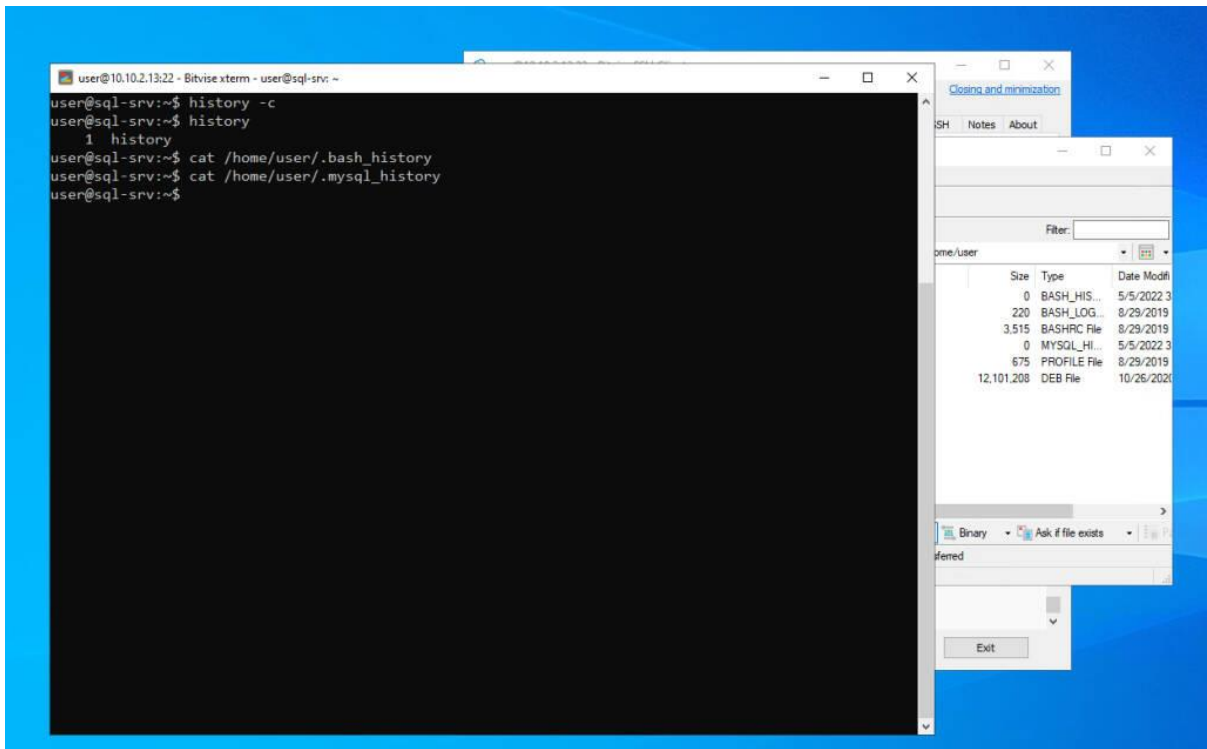 user@10.10.2.13:22 - Bitvise xterm - user@sql-srv: ~
user@sql-srv:~$ history -c
user@sql-srv:~$ history
1 history
user@sql-srv:~$ cat /home/user/.bash_history
user@sql-srv:~$ cat /home/user/.mysql_history
user@sql-srv:~$
Closing and minimization
SSH Notes About
Filter:
ome/user
Size Type Date Modifi
0 BASH_HIS... 5/5/2022 3
220 BASH_LOG... 8/29/2019
3,515 BASHRC File 8/29/2019
0 MYSQL_HI... 5/5/2022 3
675 PROFILE File 8/29/2019
12,101,208 DEB File 10/26/2020
Binary Ask if file exists
sferred
Exit